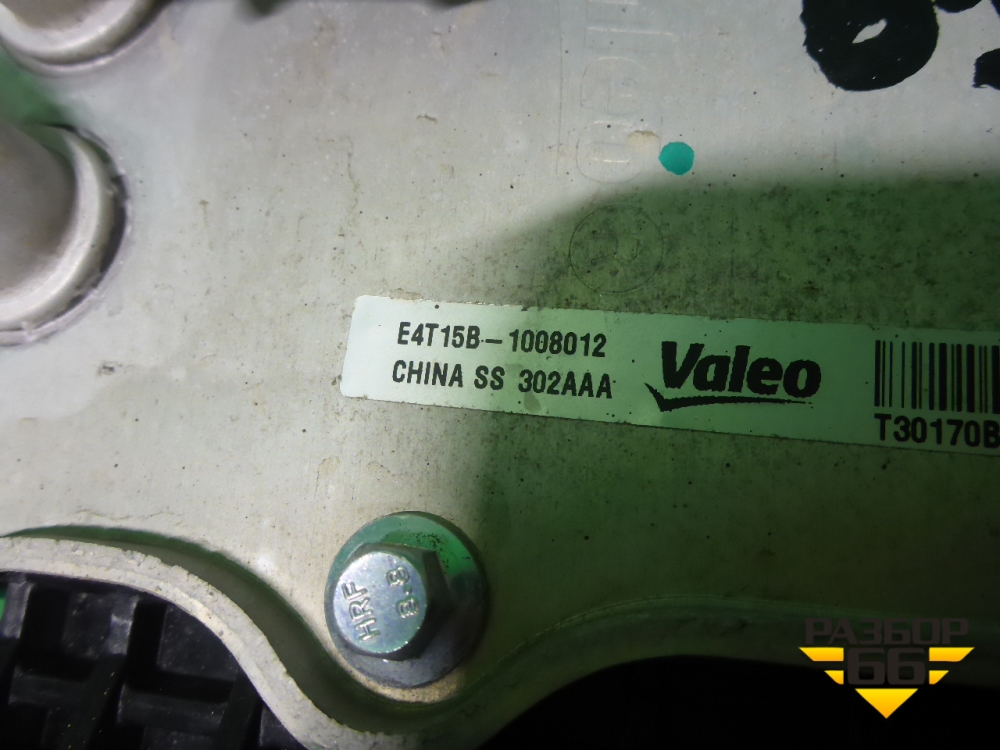 E4T15B-1008012
CHINA SS 302AAA
Valeo
T30170B
HRF
8.8
РАЗБОР
66